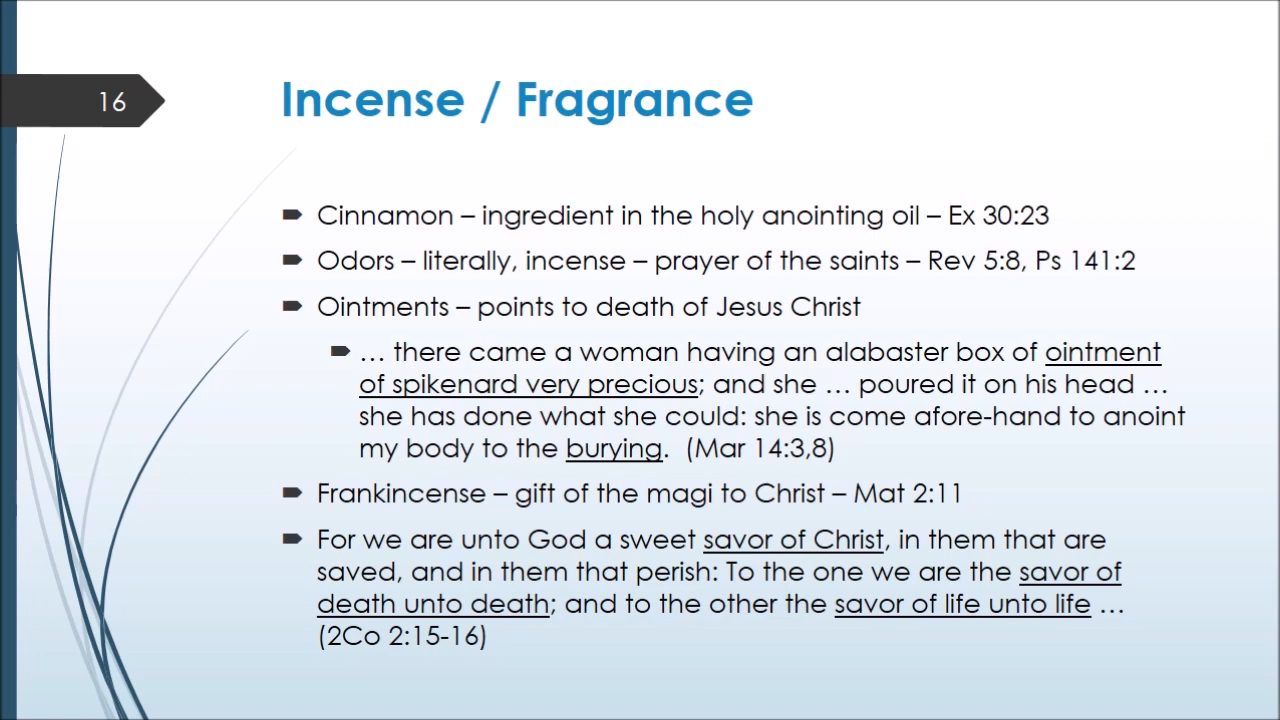 16
Incense / Fragrance
Cinnamon – ingredient in the holy anointing oil – Ex 30:23
Odors – literally, incense – prayer of the saints – Rev 5:8, Ps 141:2
Ointments – points to death of Jesus Christ
… there came a woman having an alabaster box of ointment
of spikenard very precious; and she … poured it on his head …
she has done what she could: she is come afore-hand to anoint
my body to the burying. (Mar 14:3,8)
Frankincense – gift of the magi to Christ – Mat 2:11
For we are unto God a sweet savor of Christ, in them that are
saved, and in them that perish: To the one we are the savor of
death unto death; and to the other the savor of life unto life …
(2Co 2:15-16)